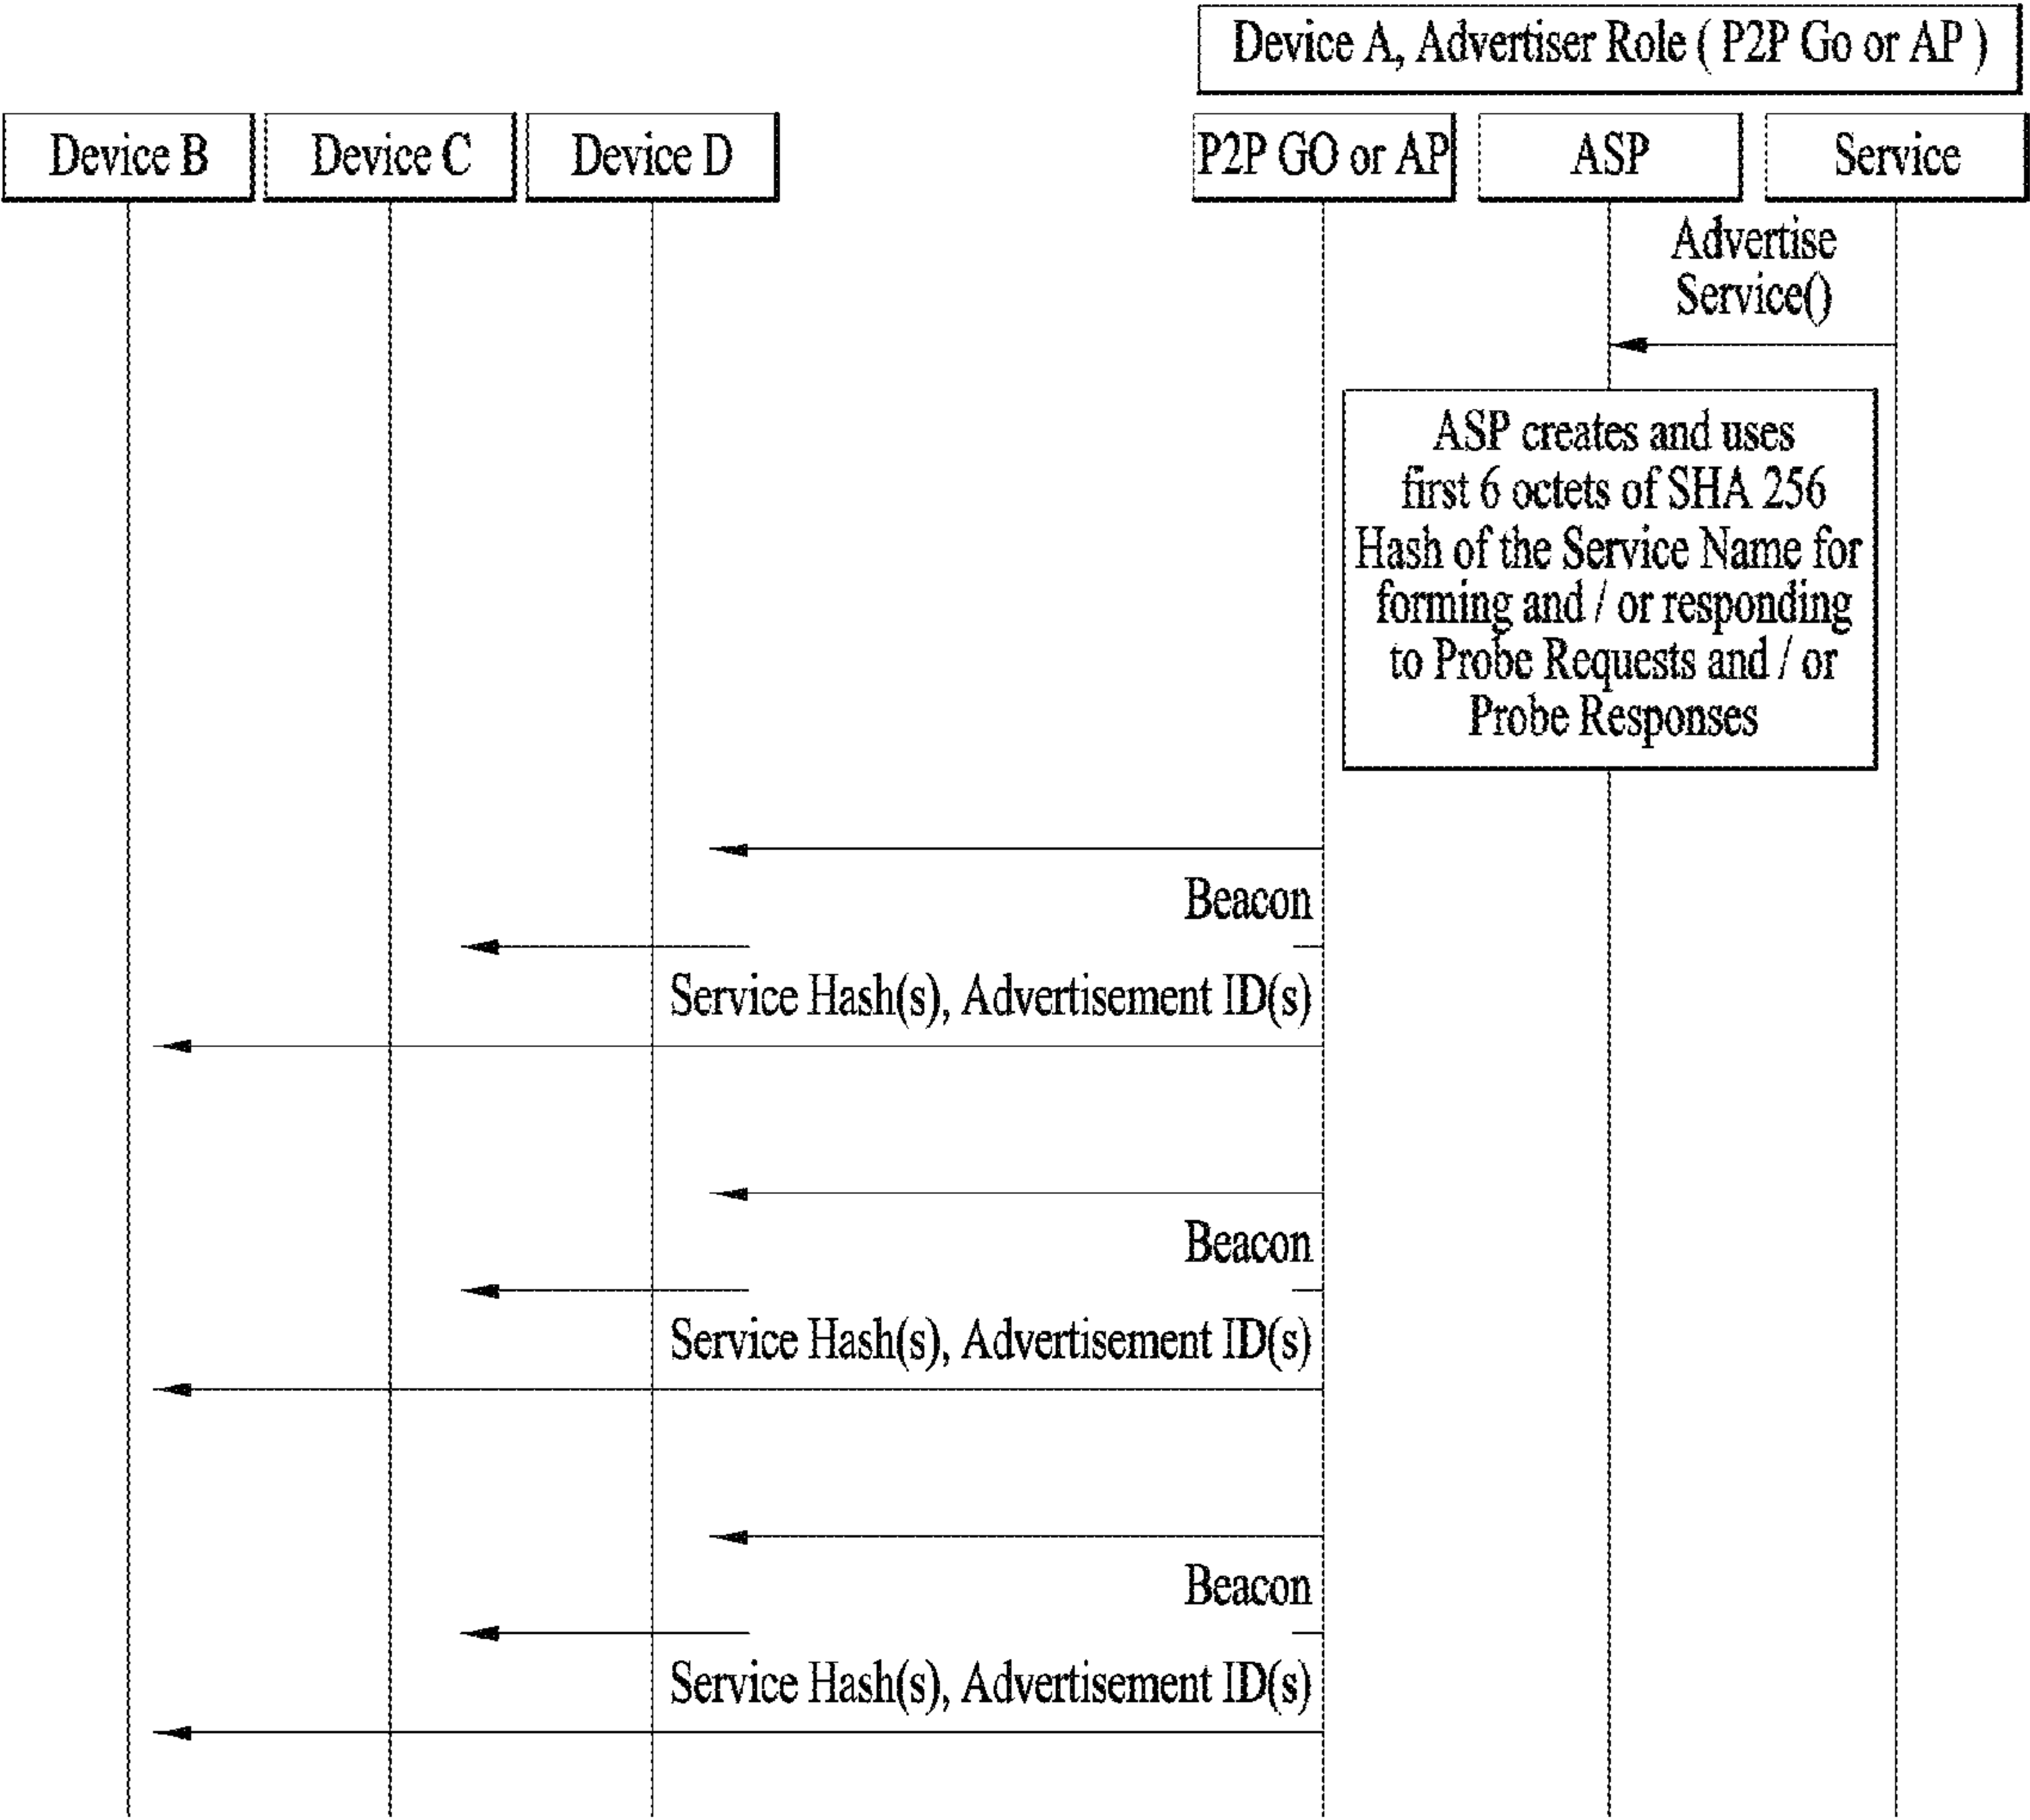 Device A, Advertiser Role ( P2P Go or AP )
Device B
Device C
Device D
P2P GO or AP
ASP
Service
Advertise
Service()
ASP creates and uses
first 6 octets of SHA 256
Hash of the Service Name for
forming and / or responding
to Probe Requests and / or
Probe Responses
Beacon
Service Hash(s), Advertisement ID(s)
Beacon
Service Hash(s), Advertisement ID(s)
Beacon
Service Hash(s), Advertisement ID(s)